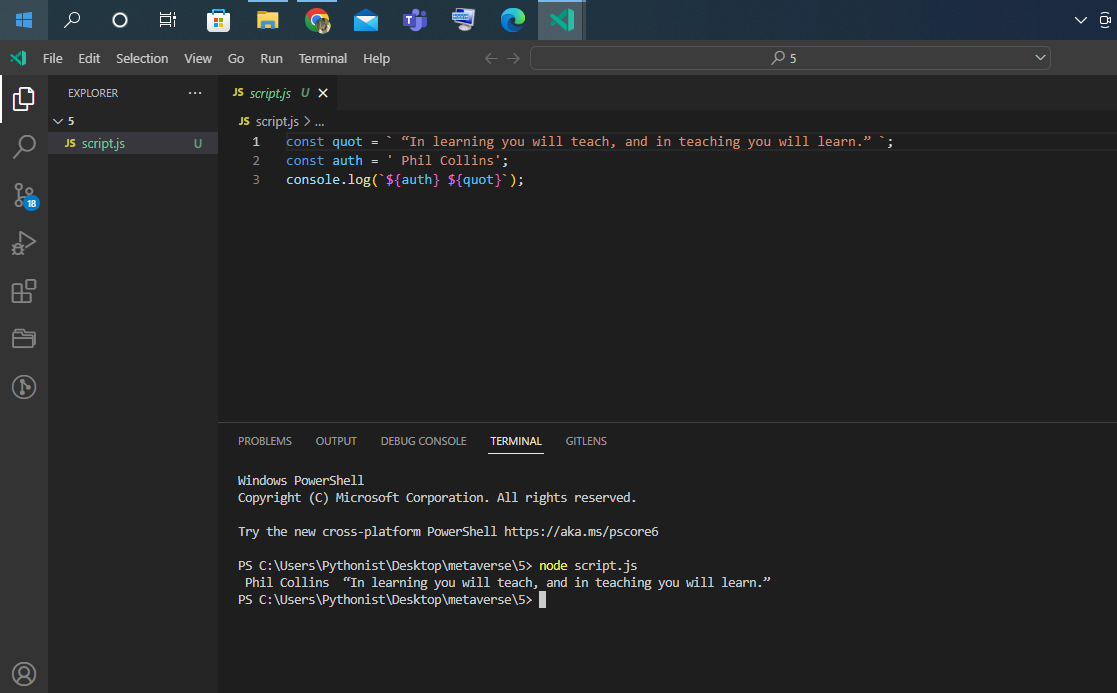 File Edit Selection View Go Run Terminal Help 5
EXPLORER
5
JS script.js U
18
JS script.js U
JS script.js > ...
1 const quot = ` “In learning you will teach, and in teaching you will learn.” `;
2 const auth = ' Phil Collins';
3 console.log(`${auth} ${quot}`);
PROBLEMS OUTPUT DEBUG CONSOLE TERMINAL GITLENS
Windows PowerShell
Copyright (C) Microsoft Corporation. All rights reserved.
Try the new cross-platform PowerShell https://aka.ms/pscore6
PS C:\Users\Pythonist\Desktop\metaverse\5> node script.js
Phil Collins “In learning you will teach, and in teaching you will learn.”
PS C:\Users\Pythonist\Desktop\metaverse\5>